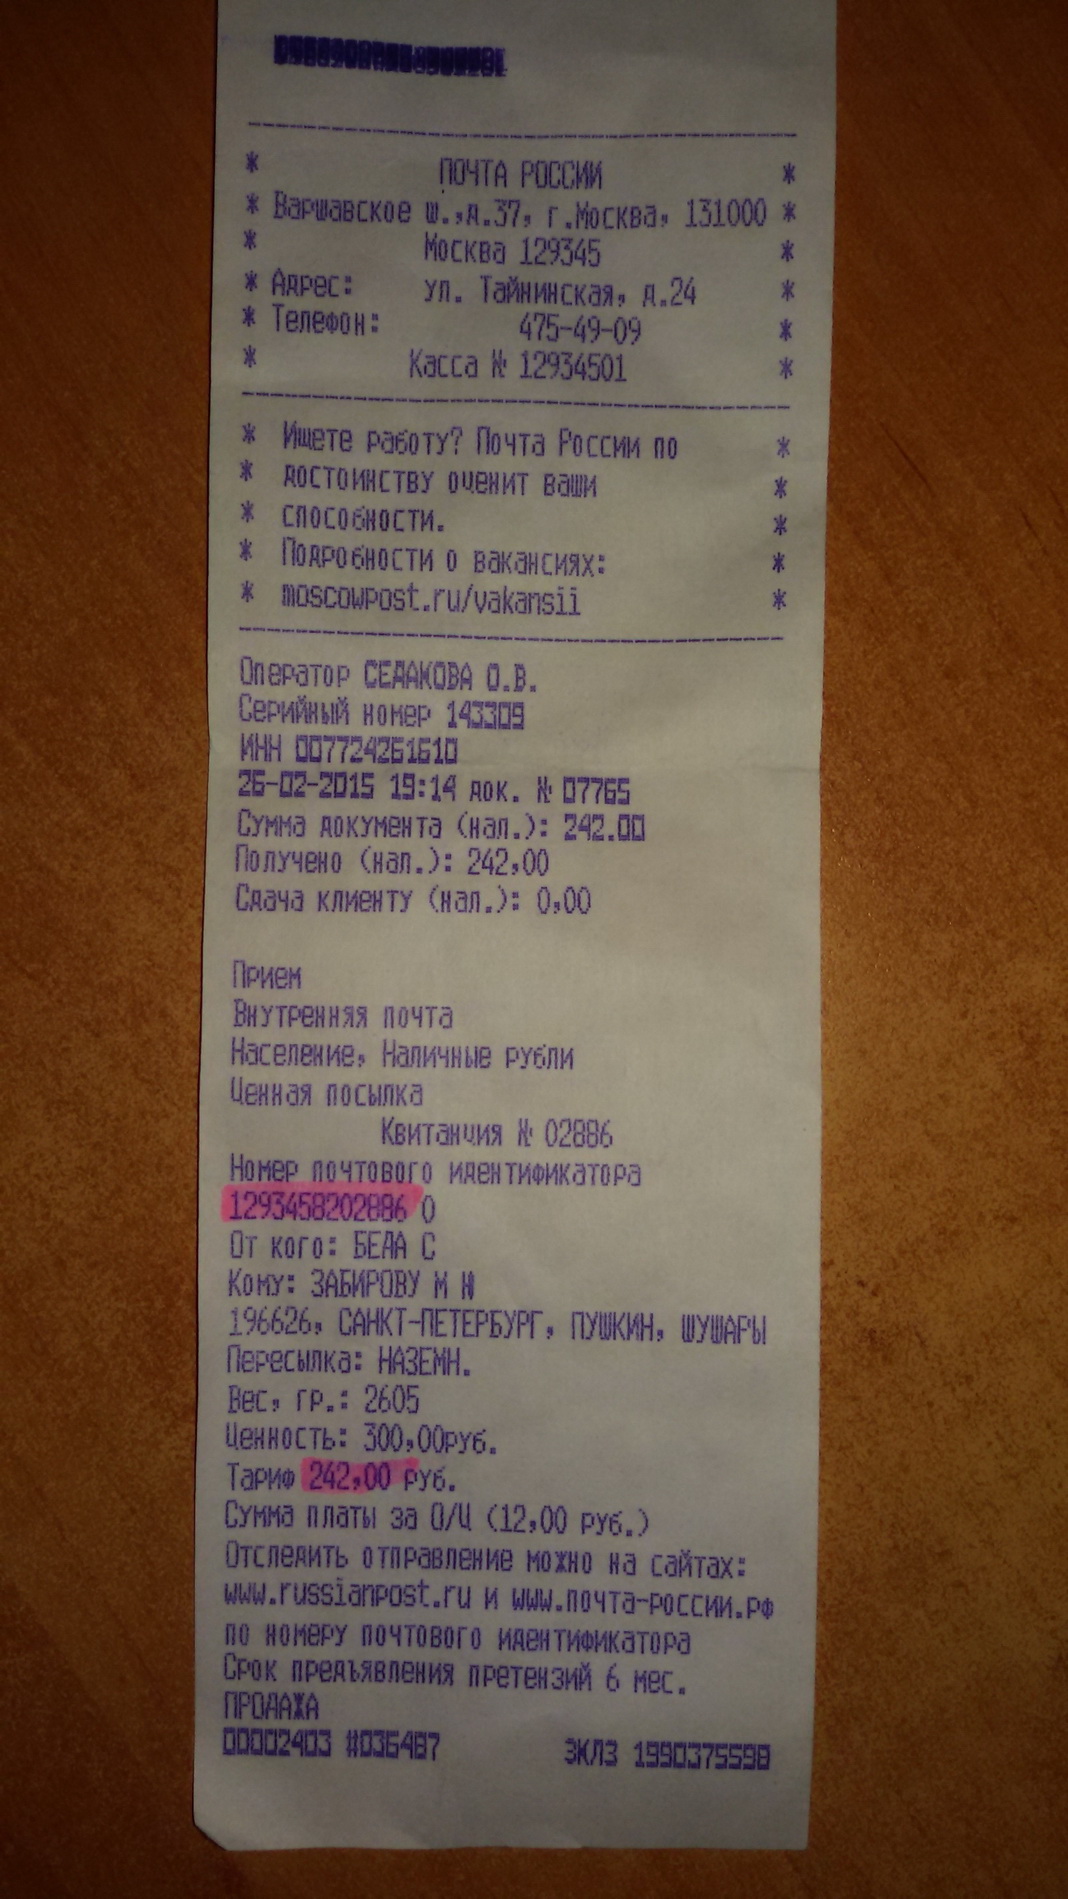 ПОЧТА РОССИИ
* Варшавское ш.,д.37, г.Москва, 131000 *
* Москва 129345 *
* Адрес: ул. Тайнинская, д.24 *
* Телефон: 475-49-09 *
* Касса № 12934501 *
* Ищете работу? Почта России по *
* достоинству оценит ваши *
* способности. *
* Подробности о вакансиях: *
* moscowpost.ru/vakansii *
Оператор СЕДАКОВА О.В.
Серийный номер 143309
ИНН 007724261610
26-02-2015 19:14 док. № 07765
Сумма документа (нал.): 242.00
Получено (нал.): 242,00
Сдача клиенту (нал.): 0,00
Прием
Внутренняя почта
Население, Наличные рубли
Ценная посылка
Квитанция № 02886
Номер почтового идентификатора
1293458202886 0
От кого: БЕДА С
Кому: ЗАБИРОВУ М Н
196626, САНКТ-ПЕТЕРБУРГ, ПУШКИН, ШУШАРЫ
Пересылка: НАЗЕМН.
Вес, гр.: 2605
Ценность: 300,00руб.
Тариф 242,00 руб.
Сумма платы за О/Ц (12,00 руб.)
Отследить отправление можно на сайтах:
www.russianpost.ru и www.почта-россии.рф
по номеру почтового идентификатора
Срок предъявления претензий 6 мес.
ПРОДАЖА
00002403 #036487 ЭКЛЗ 1990375598